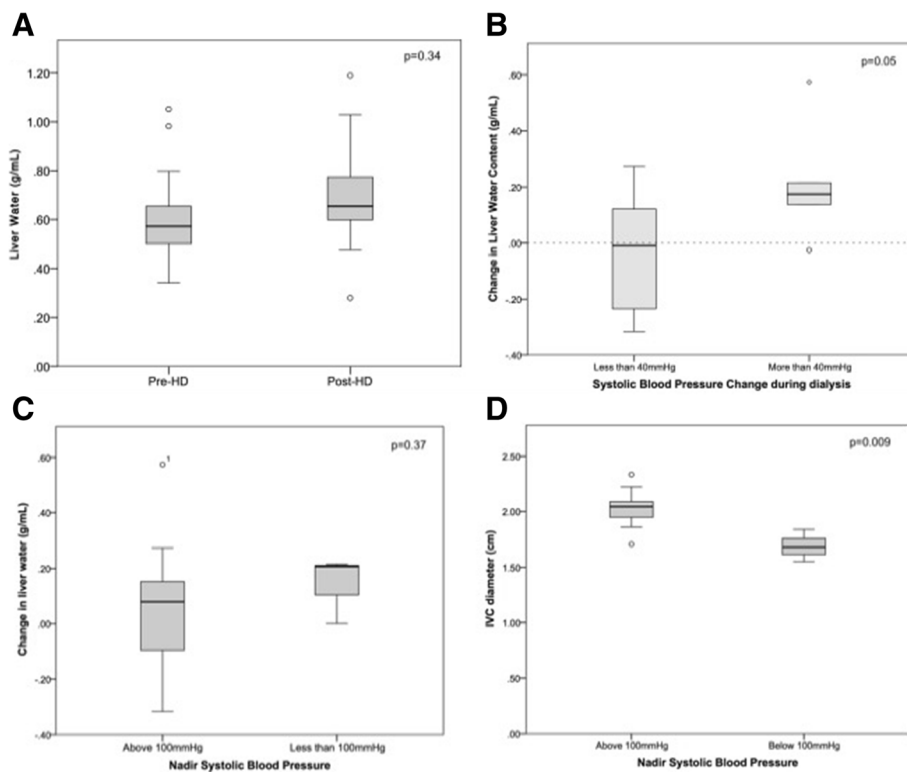 A
p=0.34
Liver Water (g/mL)
1.20
1.00
.80
.60
.40
.20
.00
Pre-HD
Post-HD
B
p=0.05
Change in Liver Water Content (g/mL)
.60
.40
.20
.00
-.20
-.40
Less than 40mmHg
More than 40mmHg
Systolic Blood Pressure Change during dialysis
C
p=0.37
Change in liver water (g/mL)
1
.60
.40
.20
.00
-.20
-.40
Above 100mmHg
Less than 100mmHg
Nadir Systolic Blood Pressure
D
p=0.009
IVC diameter (cm)
2.50
2.00
1.50
1.00
.50
.00
Above 100mmHg
Below 100mmHg
Nadir Systolic Blood Pressure